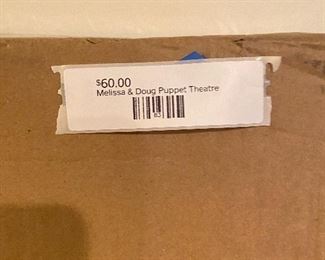 $60.00
Melissa & Doug Puppet Theatre